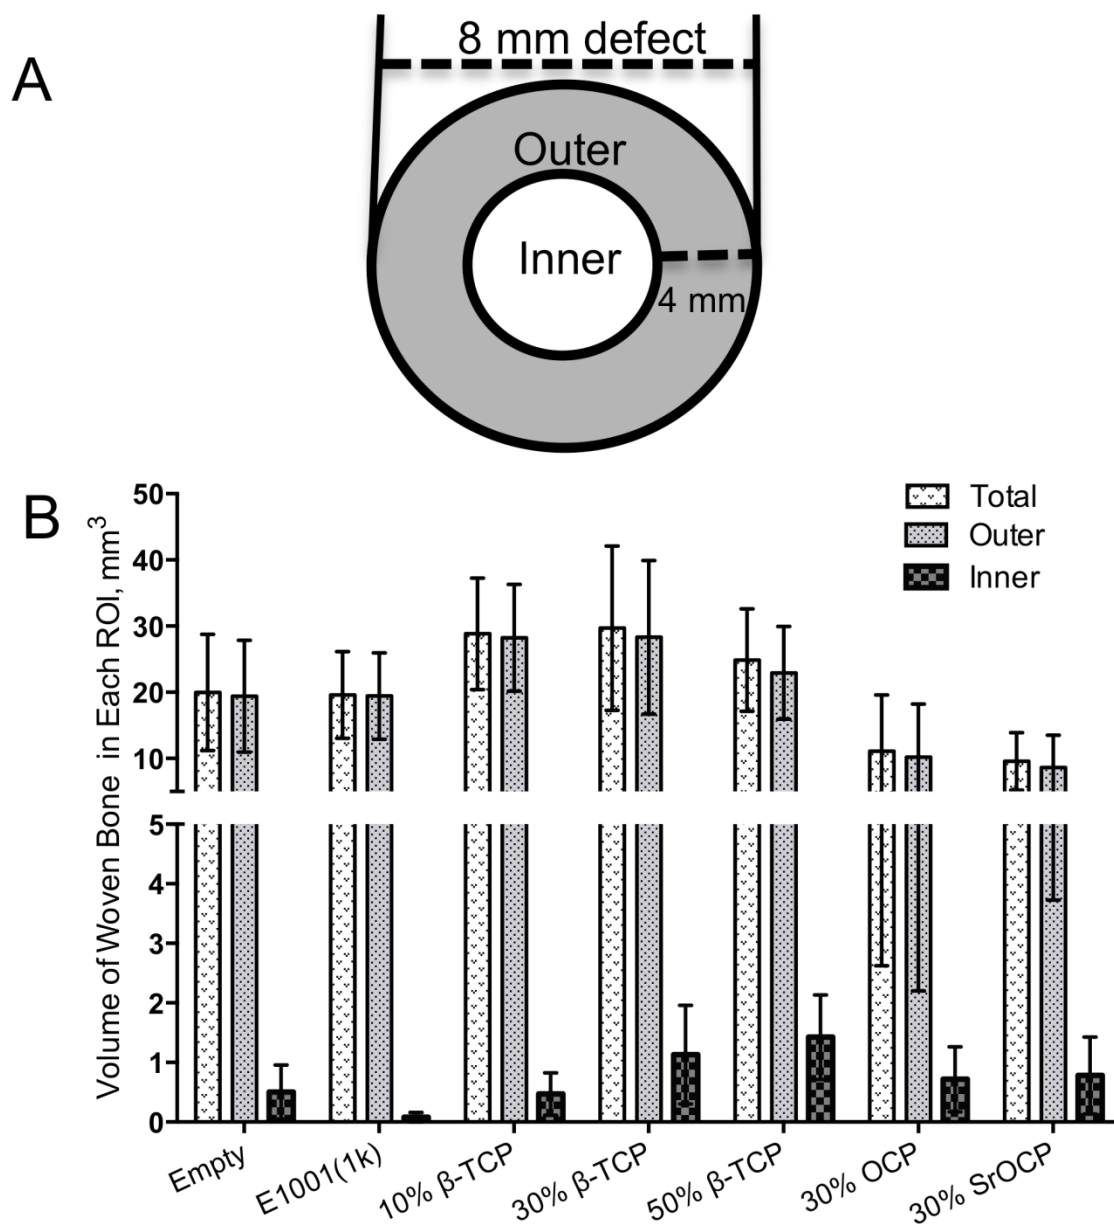 A
8 mm defect
Outer
Inner
4 mm
B
Volume of Woven Bone in Each ROI, mm³
50
40
30
20
10
5
4
3
2
1
0
Total
Outer
Inner
Empty
E1001(1k)
10% β-TCP
30% β-TCP
50% β-TCP
30% OCP
30% SrOCP